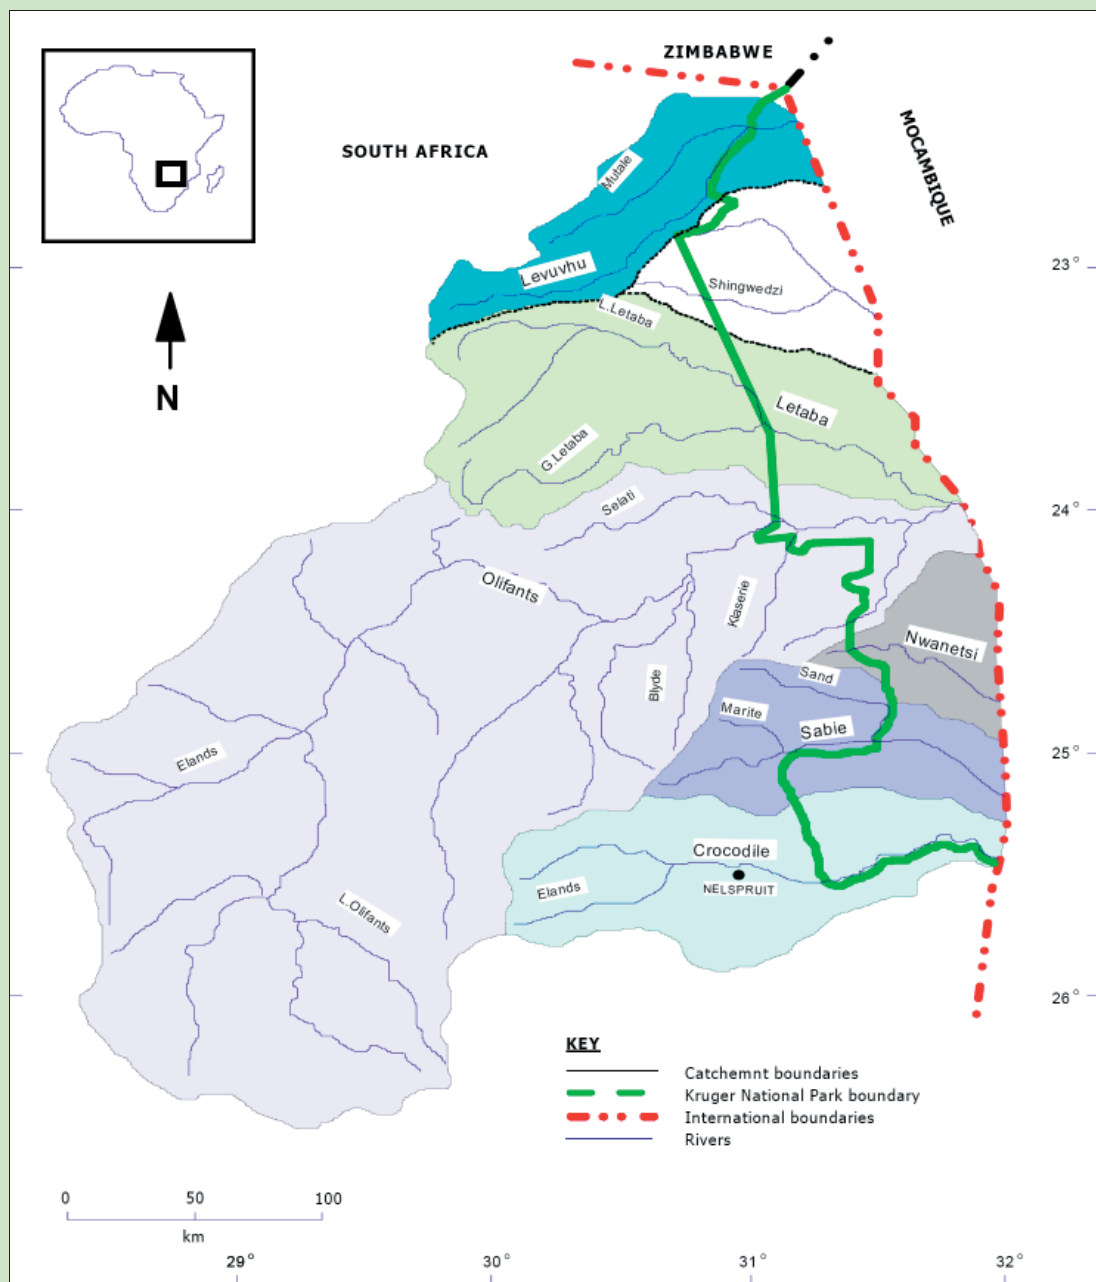 ZIMBABWE
SOUTH AFRICA
MOCAMBIQUE
Mutale
Levuvhu
23°
Shingwedzi
L.Letaba
N
Letaba
G.Letaba
Selati
24°
Olifants
Klaserie
Nwanetsi
Sand
Blyde
Marite
Sabie
Elands
25°
Crocodile
Elands
NELSPRUIT
L.Olifants
26°
KEY
Catchemnt boundaries
Kruger National Park boundary
International boundaries
Rivers
0 50 100
km
29° 30° 31° 32°